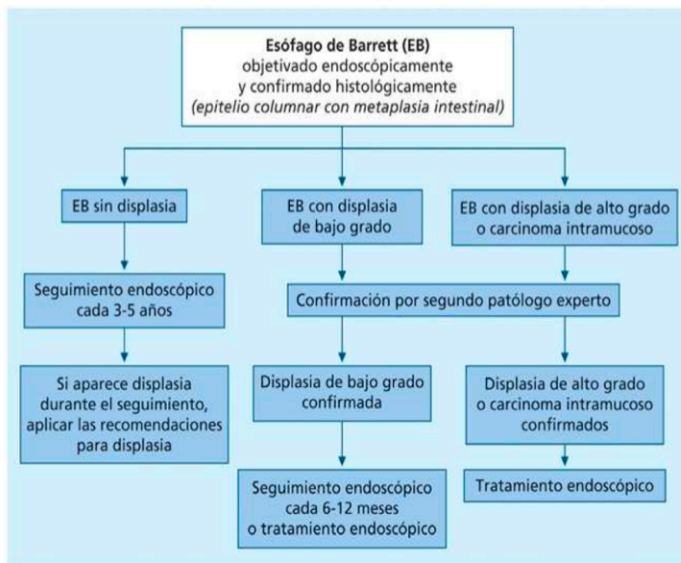 Esófago de Barrett (EB)
objetivado endoscópicamente
y confirmado histológicamente
(epitelio columnar con metaplasia intestinal)
EB sin displasia
EB con displasia
de bajo grado
EB con displasia de alto grado
o carcinoma intramucoso
Seguimiento endoscópico
cada 3-5 años
Confirmación por segundo patólogo experto
Si aparece displasia
durante el seguimiento,
aplicar las recomendaciones
para displasia
Displasia de bajo grado
confirmada
Displasia de alto grado
o carcinoma intramucoso
confirmados
Seguimiento endoscópico
cada 6-12 meses
o tratamiento endoscópico
Tratamiento endoscópico